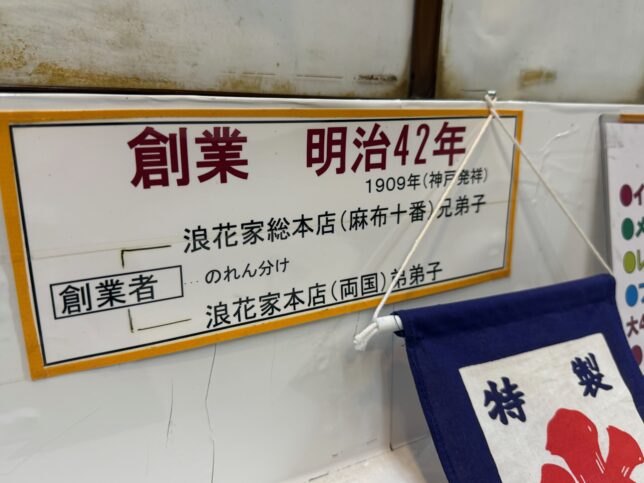 創業 明治42年
1909年(神戸発祥)
浪花家総本店(麻布十番)兄弟子
創業者…のれん分け
浪花家本店(両国)弟弟子
特製